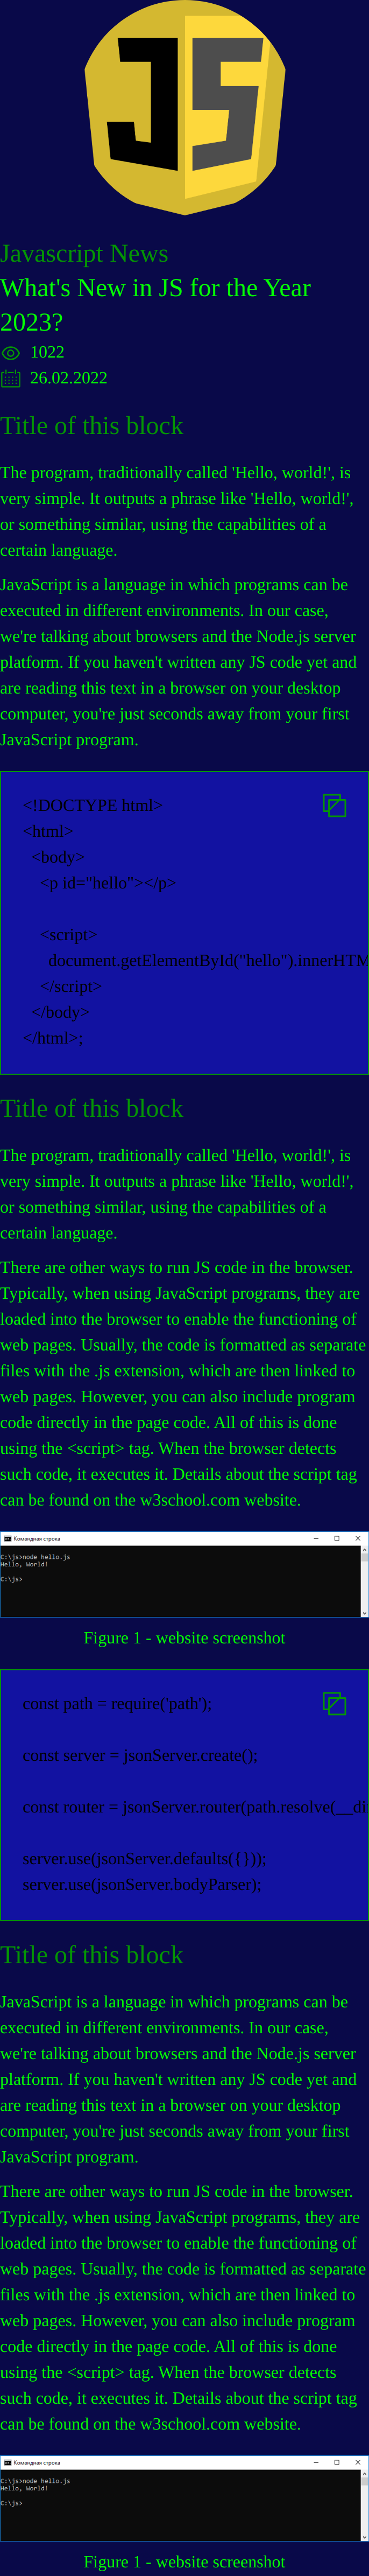 JS
Javascript News
What's New in JS for the Year
2023?
1022
26.02.2022
Title of this block
The program, traditionally called 'Hello, world!', is
very simple. It outputs a phrase like 'Hello, world!',
or something similar, using the capabilities of a
certain language.
JavaScript is a language in which programs can be
executed in different environments. In our case,
we're talking about browsers and the Node.js server
platform. If you haven't written any JS code yet and
are reading this text in a browser on your desktop
computer, you're just seconds away from your first
JavaScript program.
<!DOCTYPE html>
<html>
  <body>
    <p id="hello"></p>

    <script>
      document.getElementById("hello").innerHTM
    </script>
  </body>
</html>;
Title of this block
The program, traditionally called 'Hello, world!', is
very simple. It outputs a phrase like 'Hello, world!',
or something similar, using the capabilities of a
certain language.
There are other ways to run JS code in the browser.
Typically, when using JavaScript programs, they are
loaded into the browser to enable the functioning of
web pages. Usually, the code is formatted as separate
files with the .js extension, which are then linked to
web pages. However, you can also include program
code directly in the page code. All of this is done
using the <script> tag. When the browser detects
such code, it executes it. Details about the script tag
can be found on the w3school.com website.
Командная строка
C:\js>node hello.js
Hello, World!
C:\js>
Figure 1 - website screenshot
const path = require('path');

const server = jsonServer.create();

const router = jsonServer.router(path.resolve(__di

server.use(jsonServer.defaults({}));
server.use(jsonServer.bodyParser);
Title of this block
JavaScript is a language in which programs can be
executed in different environments. In our case,
we're talking about browsers and the Node.js server
platform. If you haven't written any JS code yet and
are reading this text in a browser on your desktop
computer, you're just seconds away from your first
JavaScript program.
There are other ways to run JS code in the browser.
Typically, when using JavaScript programs, they are
loaded into the browser to enable the functioning of
web pages. Usually, the code is formatted as separate
files with the .js extension, which are then linked to
web pages. However, you can also include program
code directly in the page code. All of this is done
using the <script> tag. When the browser detects
such code, it executes it. Details about the script tag
can be found on the w3school.com website.
Командная строка
C:\js>node hello.js
Hello, World!
C:\js>
Figure 1 - website screenshot